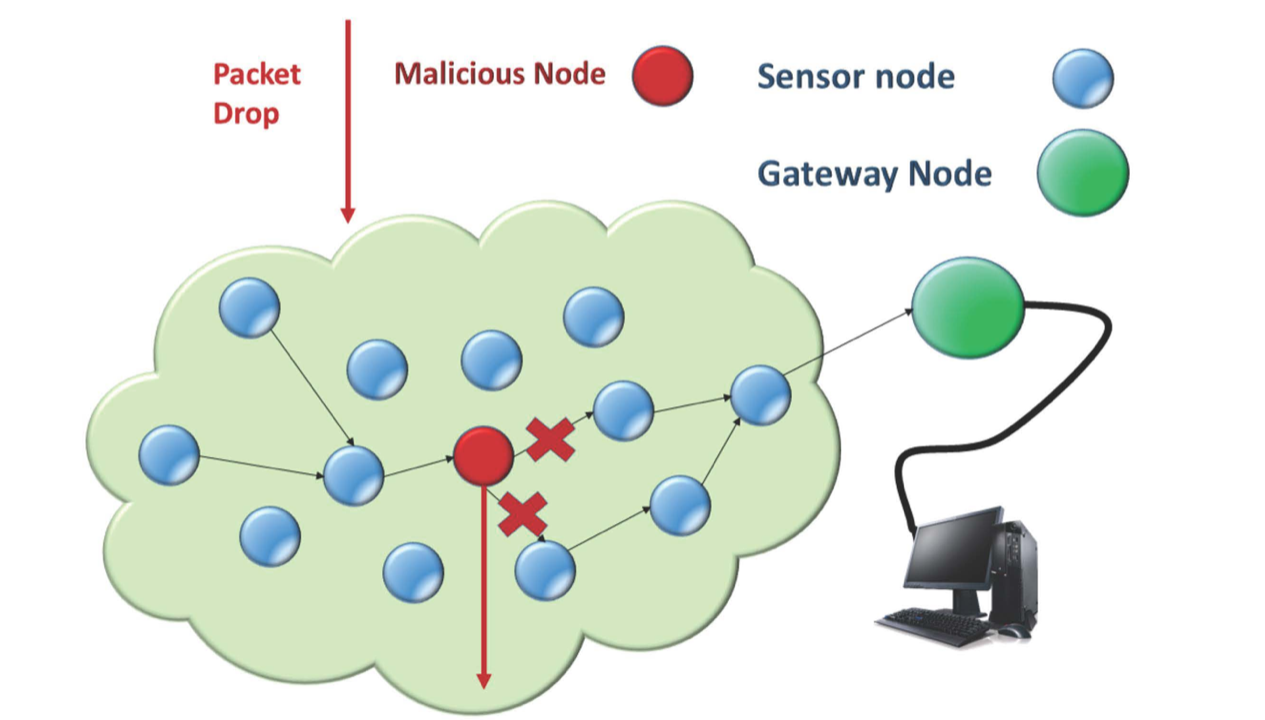 Packet
Drop
Malicious Node
Sensor node
Gateway Node